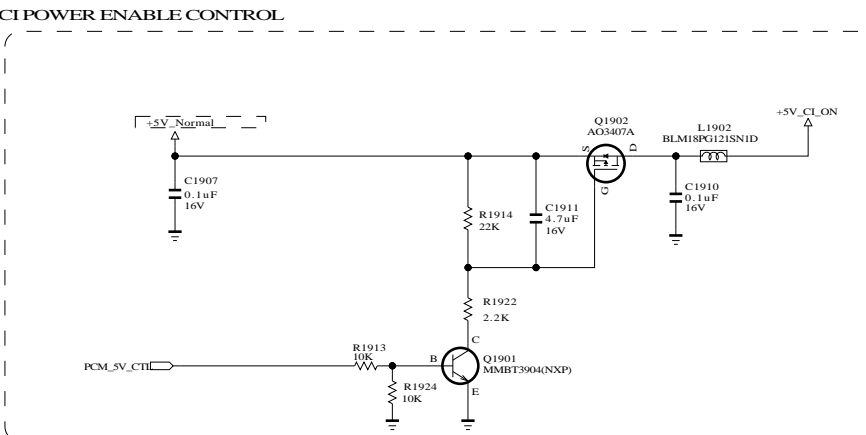 CI POWER ENABLE CONTROL
+5V_Normal
C1907
0.1uF
16V
R1914
22K
C1911
4.7uF
16V
Q1902
AO3407A
S
D
G
L1902
BLM18PG121SN1D
+5V_CI_ON
C1910
0.1uF
16V
R1922
2.2K
PCM_5V_CTL
R1913
10K
R1924
10K
B
C
E
Q1901
MMBT3904(NXP)